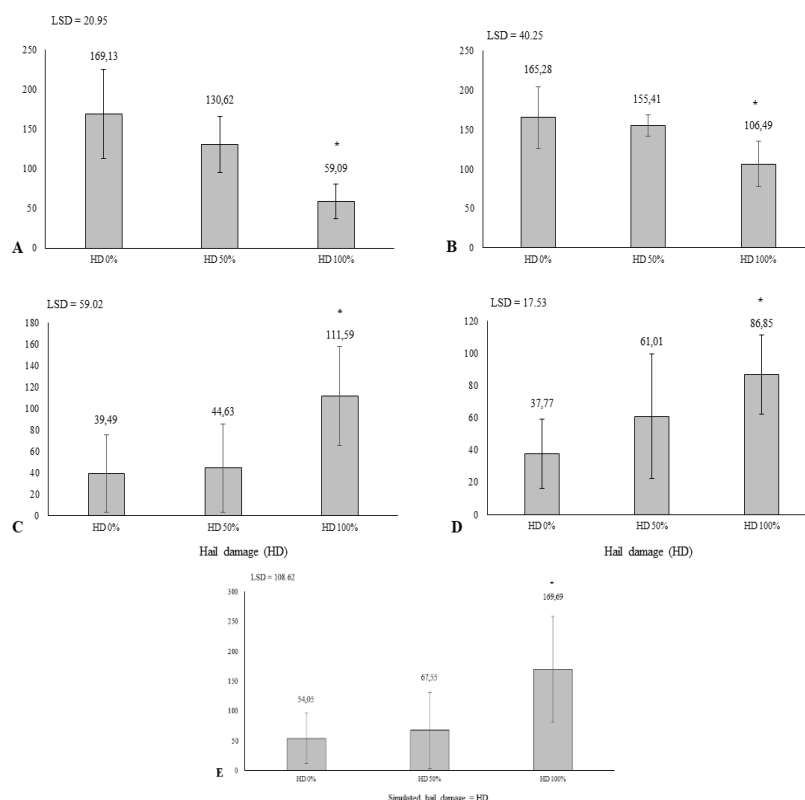 LSD = 20.95
250
200
150
100
50
0
169,13
130,62
*
59,09
HD 0%
HD 50%
HD 100%
A
LSD = 40.25
250
200
150
100
50
0
165,28
155,41
*
106,49
HD 0%
HD 50%
HD 100%
B
LSD = 59.02
180
160
140
120
100
80
60
40
20
0
39,49
44,63
*
111,59
HD 0%
HD 50%
HD 100%
C
Hail damage (HD)
LSD = 17.53
120
100
80
60
40
20
0
37,77
61,01
*
86,85
HD 0%
HD 50%
HD 100%
D
Hail damage (HD)
LSD = 108.62
300
250
200
150
100
50
0
54,05
67,55
*
169,69
HD 0%
HD 50%
HD 100%
E
Simulated hail damage = HD